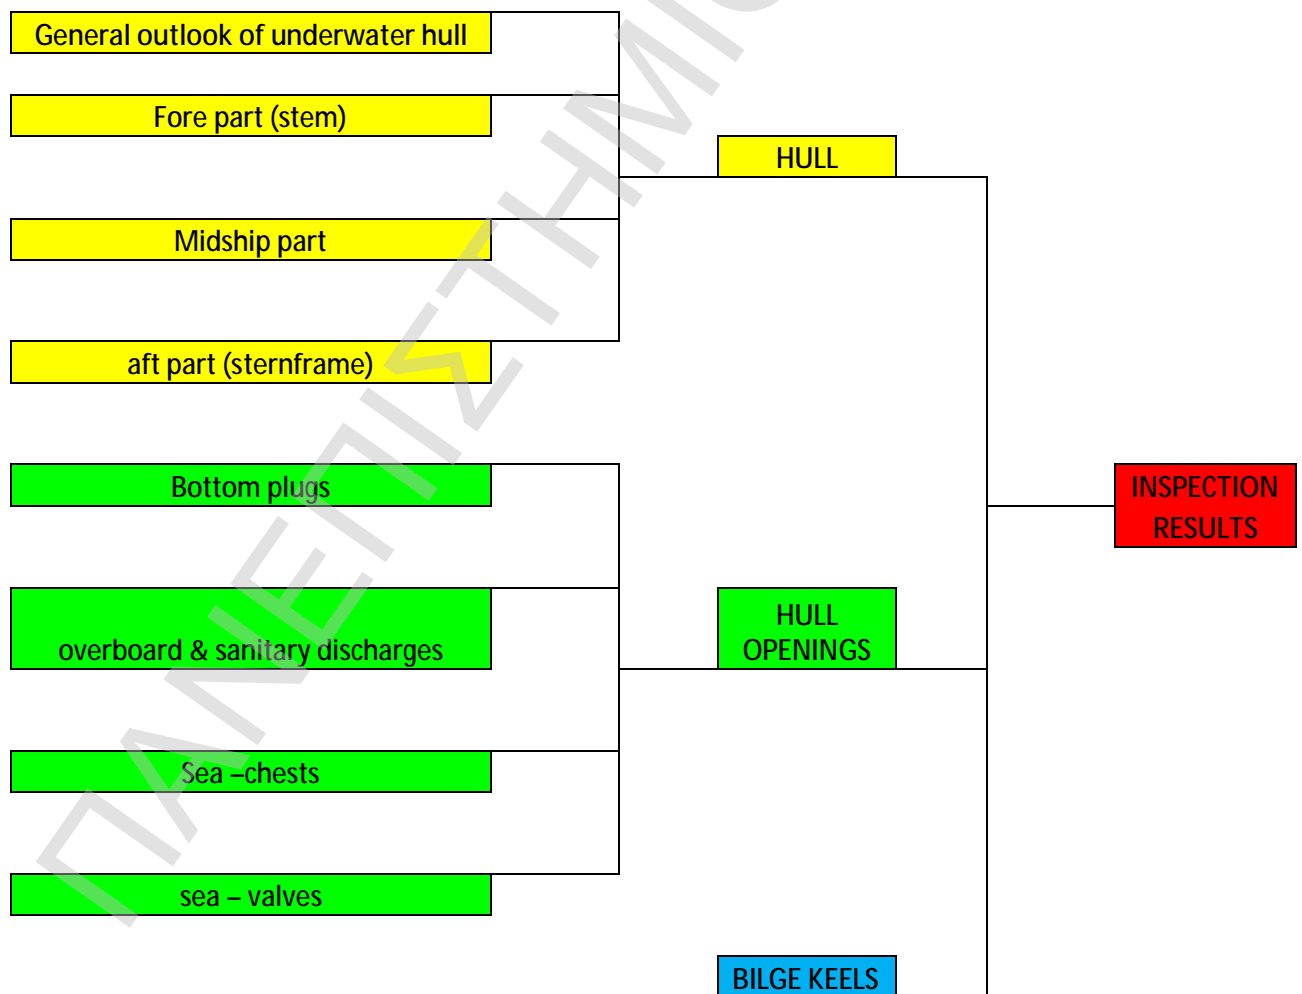 General outlook of underwater hull
Fore part (stem)
HULL
Midship part
aft part (sternframe)
Bottom plugs
INSPECTION
RESULTS
overboard & sanitary discharges
HULL
OPENINGS
Sea –chests
sea – valves
BILGE KEELS
ΠΑΝΕΠΙΣΤΗΜΙΟ